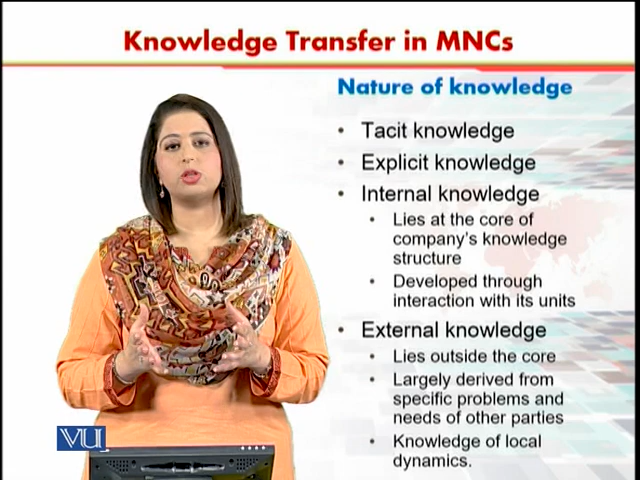 Knowledge Transfer in MNCs
Nature of knowledge
• Tacit knowledge
• Explicit knowledge
• Internal knowledge
• Lies at the core of
company's knowledge
structure
• Developed through
interaction with its units
• External knowledge
• Lies outside the core
• Largely derived from
specific problems and
needs of other parties
• Knowledge of local
dynamics.
VU